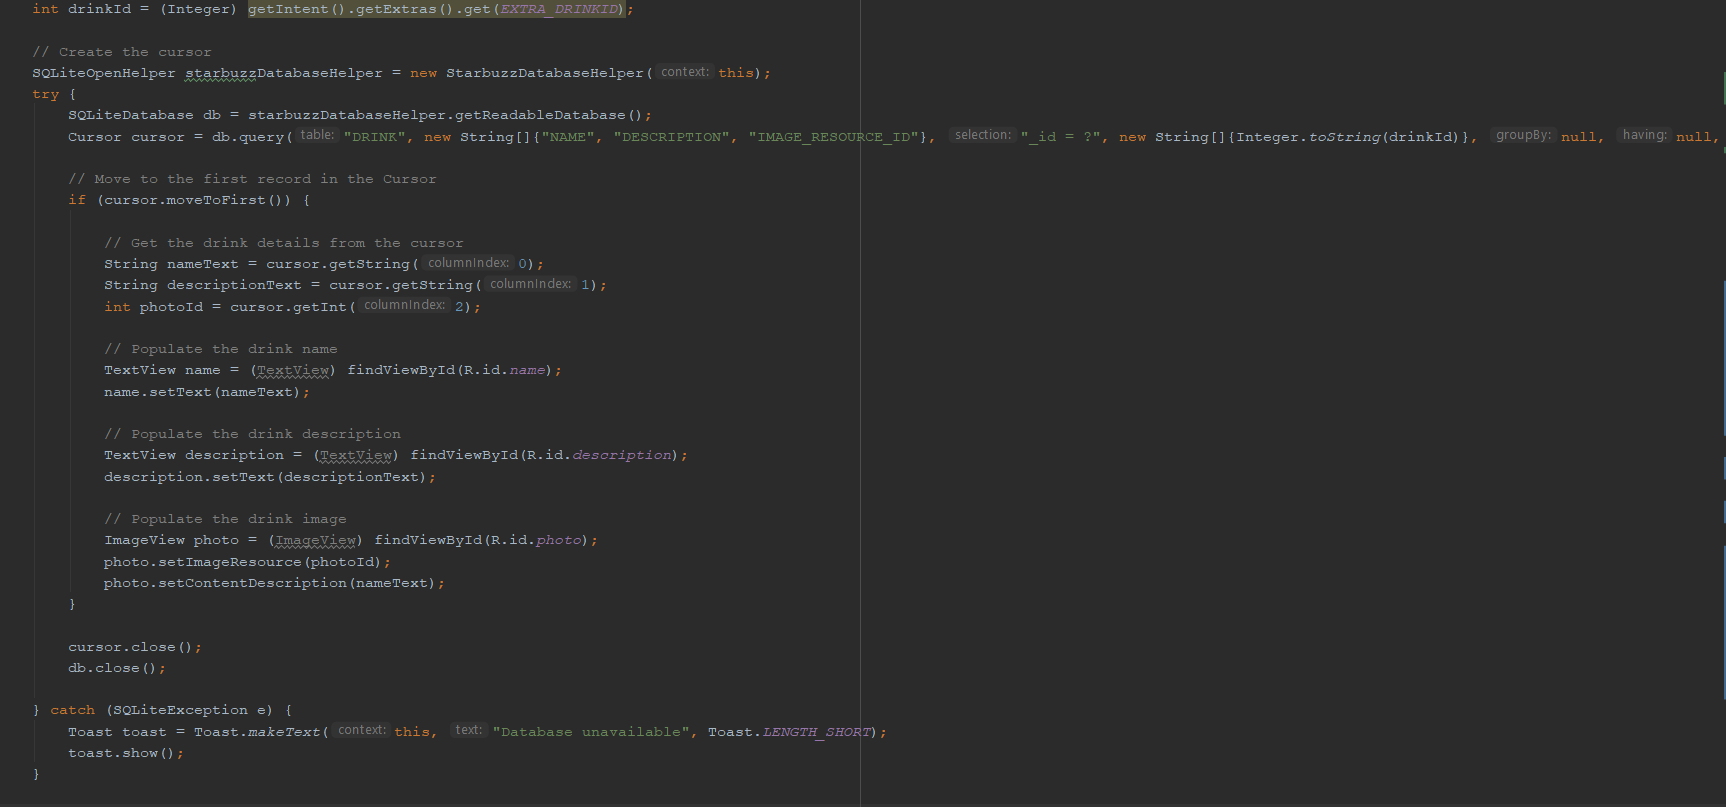 int drinkId = (Integer) getIntent().getExtras().get(EXTRA_DRINKID);
// Create the cursor
SQLiteOpenHelper starbuzzDatabaseHelper = new StarbuzzDatabaseHelper( context: this);
try {
SQLiteDatabase db = starbuzzDatabaseHelper.getReadableDatabase();
Cursor cursor = db.query( table: "DRINK", new String[]{"NAME", "DESCRIPTION", "IMAGE_RESOURCE_ID"}, selection: "_id = ?", new String[]{Integer.toString(drinkId)}, groupBy: null, having: null,
// Move to the first record in the Cursor
if (cursor.moveToFirst()) {
// Get the drink details from the cursor
String nameText = cursor.getString( columnIndex: 0);
String descriptionText = cursor.getString( columnIndex: 1);
int photoId = cursor.getInt( columnIndex: 2);
// Populate the drink name
TextView name = (TextView) findViewById(R.id.name);
name.setText(nameText);
// Populate the drink description
TextView description = (TextView) findViewById(R.id.description);
description.setText(descriptionText);
// Populate the drink image
ImageView photo = (ImageView) findViewById(R.id.photo);
photo.setImageResource(photoId);
photo.setContentDescription(nameText);
}
cursor.close();
db.close();
} catch (SQLiteException e) {
Toast toast = Toast.makeText( context: this, text: "Database unavailable", Toast.LENGTH_SHORT);
toast.show();
}